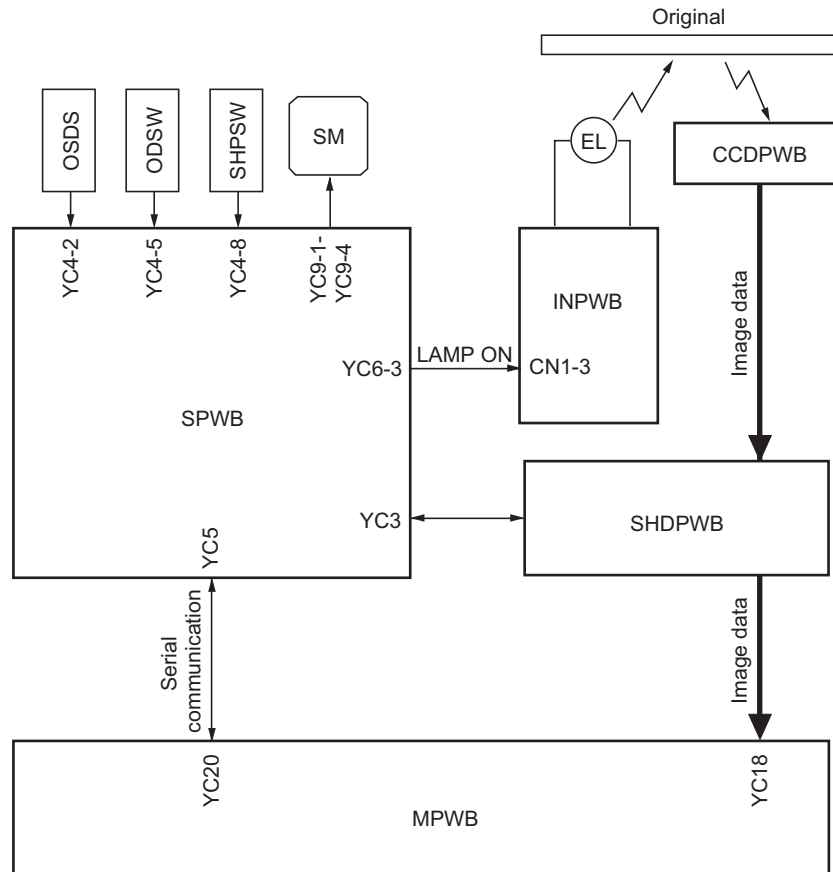 Original
OSDS
ODSW
SHPSW
SM
EL
CCDPWB
YC4-2
YC4-5
YC4-8
YC9-1-
YC9-4
INPWB
Image data
YC6-3
LAMP ON
CN1-3
SPWB
YC3
SHDPWB
YC5
Serial
communication
Image data
YC20
YC18
MPWB